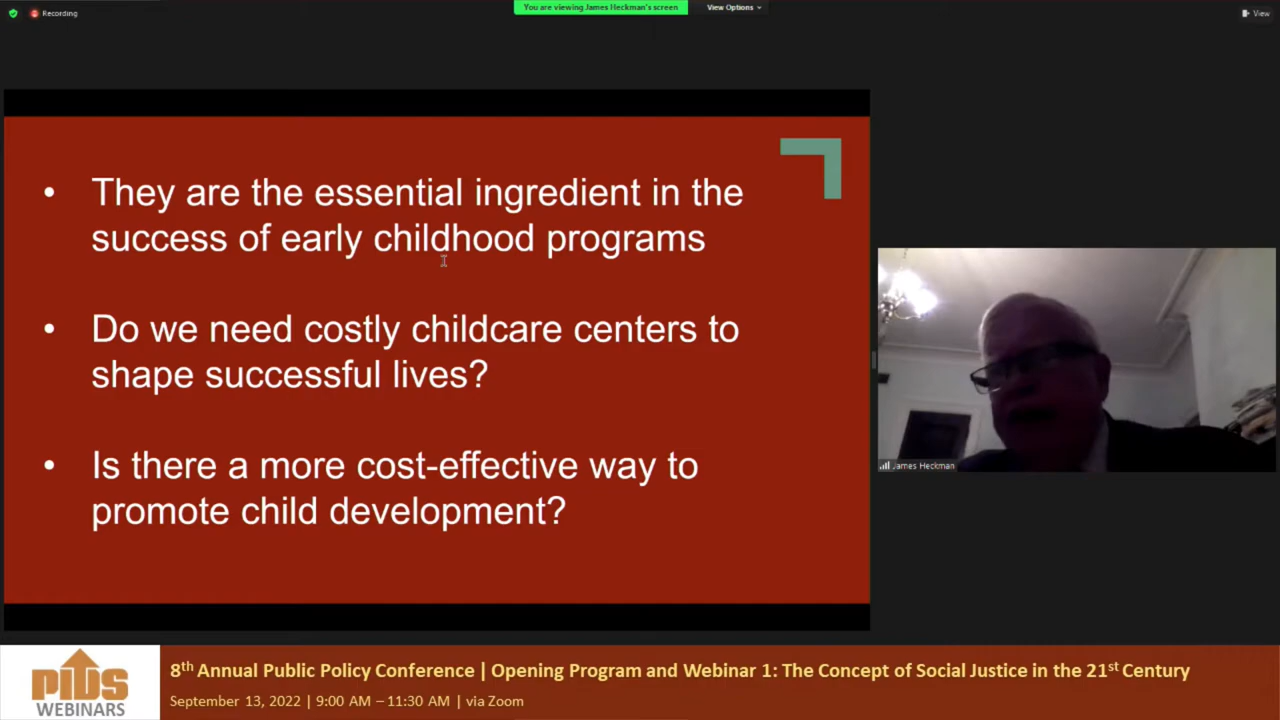 Recording
You are viewing James Heckman's screen
View Options
View
• They are the essential ingredient in the
success of early childhood programs
• Do we need costly childcare centers to
shape successful lives?
• Is there a more cost-effective way to
promote child development?
James Heckman
PIDS
WEBINARS
8th Annual Public Policy Conference | Opening Program and Webinar 1: The Concept of Social Justice in the 21st Century
September 13, 2022 | 9:00 AM – 11:30 AM | via Zoom